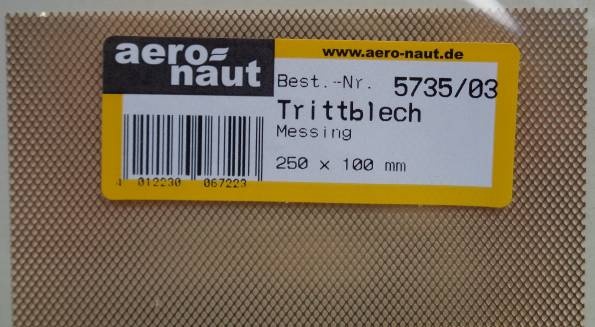 aero-
naut
www.aero-naut.de
Best.-Nr. 5735/03
Trittblech
Messing
250 x 100 mm
4 012230 067223